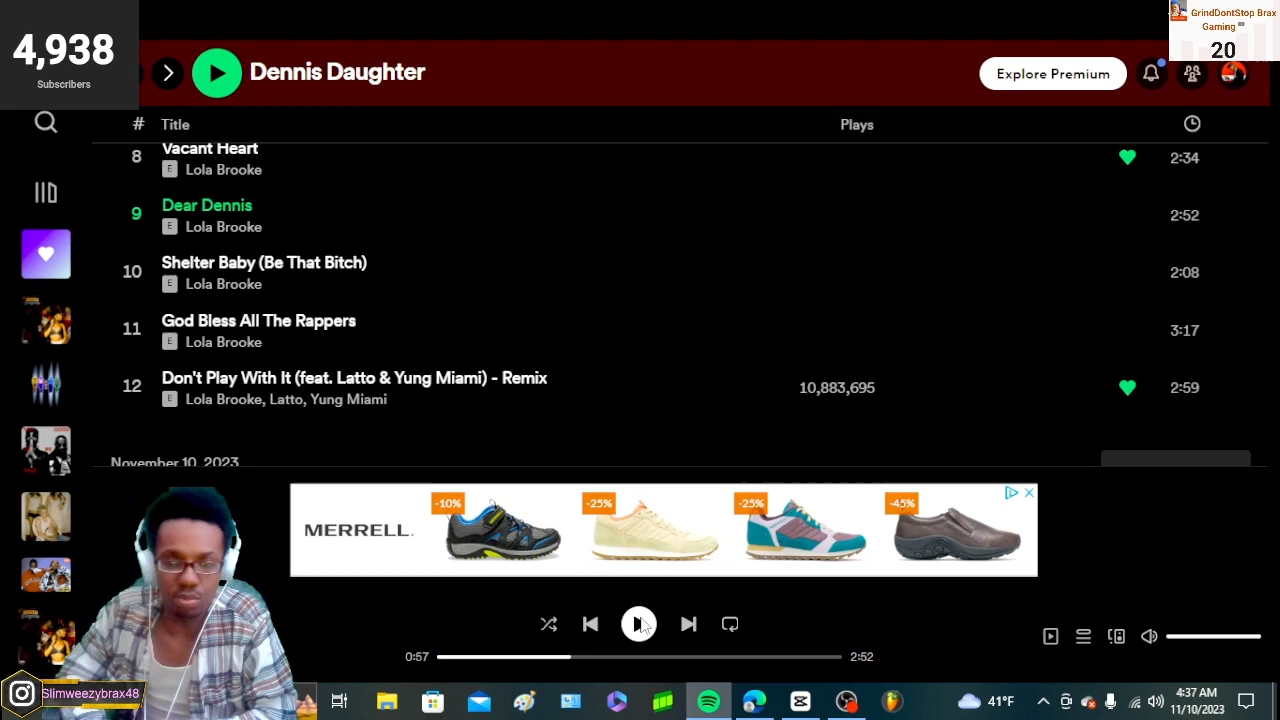 4,938
Subscribers
GrindDontStop Brax
Gaming
20
Dennis Daughter
Explore Premium
# Title Plays
8 Vacant Heart 2:34
E Lola Brooke
9 Dear Dennis 2:52
E Lola Brooke
10 Shelter Baby (Be That Bitch) 2:08
E Lola Brooke
11 God Bless All The Rappers 3:17
E Lola Brooke
12 Don't Play With It (feat. Latto & Yung Miami) - Remix 10,883,695 2:59
E Lola Brooke, Latto, Yung Miami
November 10, 2023
MERRELL
-10% -25% -25% -45%
0:57 2:52
Slimweezybrax48
41°F
4:37 AM
11/10/2023